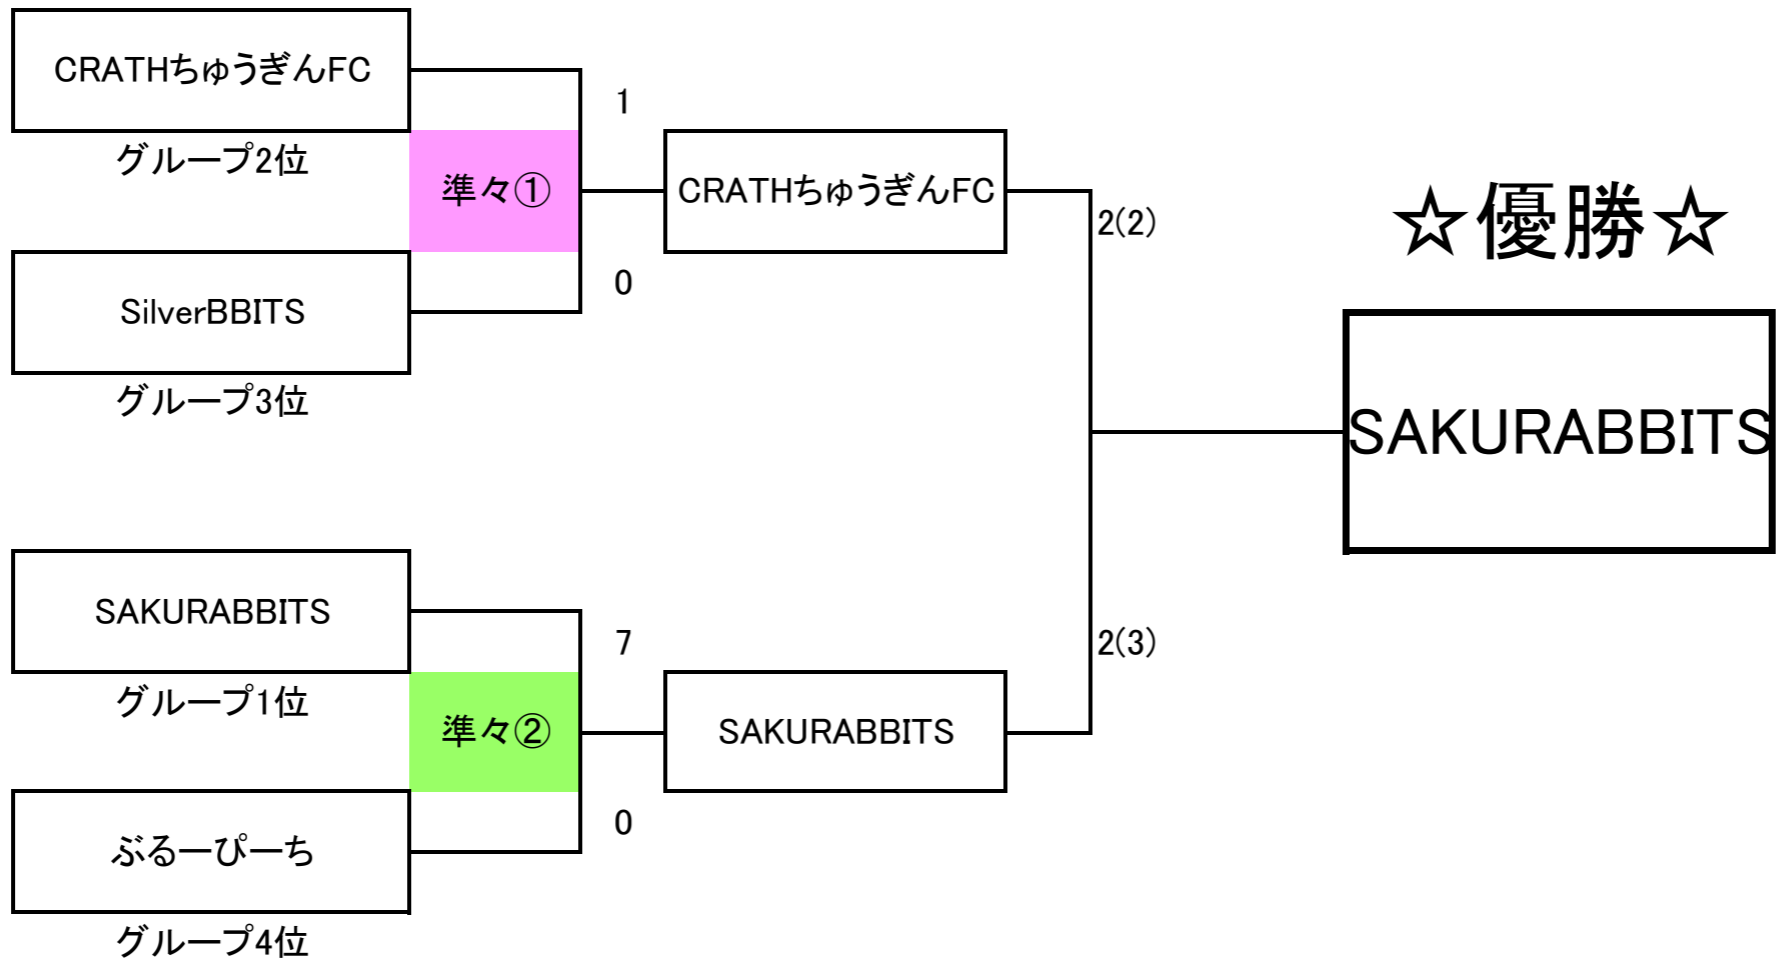 CRATHちゅうぎんFC
グループ2位
準々①
1
0
SilverBBITS
グループ3位
CRATHちゅうぎんFC
2(2)
☆優勝☆
SAKURABBITS
SAKURABBITS
グループ1位
準々②
7
0
ぶるーぴーち
グループ4位
SAKURABBITS
2(3)